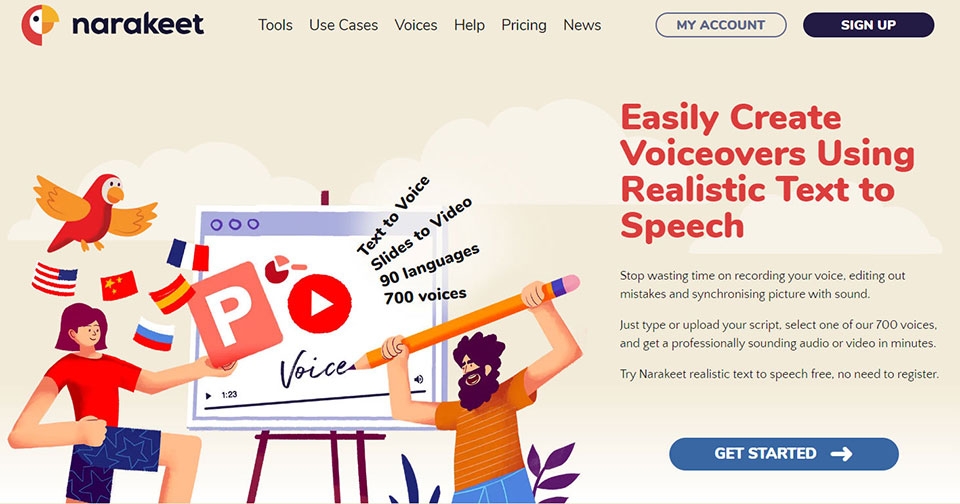 narakeet
Tools Use Cases Voices Help Pricing News
MY ACCOUNT
SIGN UP
Easily Create
Voiceovers Using
Realistic Text to
Speech
Stop wasting time on recording your voice, editing out
mistakes and synchronising picture with sound.
Just type or upload your script, select one of our 700 voices,
and get a professionally sounding audio or video in minutes.
Try Narakeet realistic text to speech free, no need to register.
GET STARTED
Text to Voice
Slides to Video
90 languages
700 voices
P
Voice
1:23